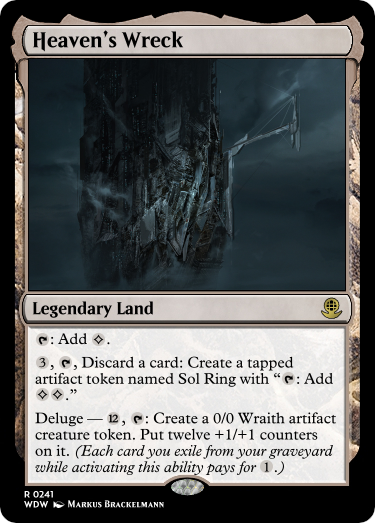 Heaven's Wreck
Legendary Land
: Add .
3, , Discard a card: Create a tapped
artifact token named Sol Ring with “: Add
.”
Deluge — 12, : Create a 0/0 Wraith artifact
creature token. Put twelve +1/+1 counters
on it. (Each card you exile from your graveyard
while activating this ability pays for 1.)
R 0241
WDW Markus Brackelmann